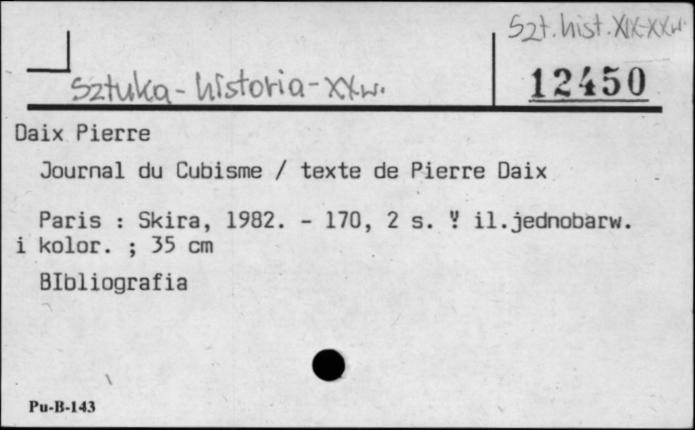 Szt. hist. XIX-XXw.
Sztuka - historia - XXw.
12450
Daix Pierre
Journal du Cubisme / texte de Pierre Daix
Paris : Skira, 1982. - 170, 2 s. : il.jednobarw.
i kolor. ; 35 cm
BIbliografia
Pu-B-143